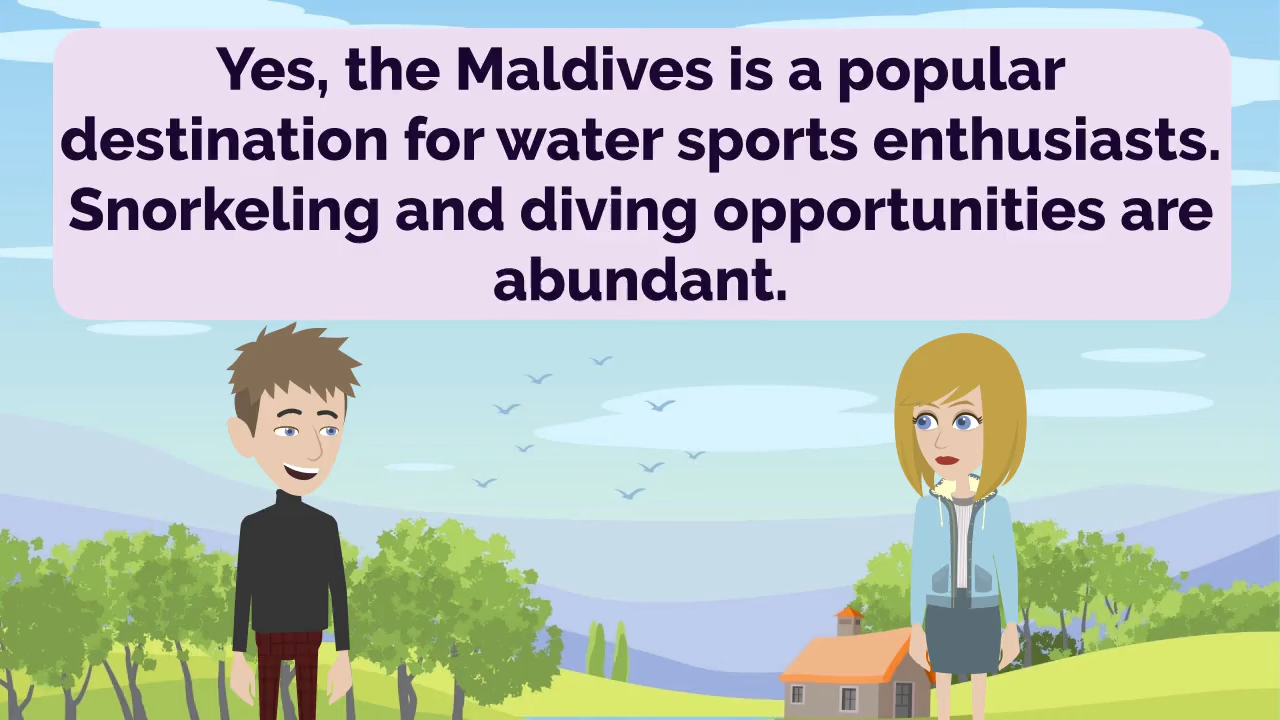 Yes, the Maldives is a popular
destination for water sports enthusiasts.
Snorkeling and diving opportunities are
abundant.